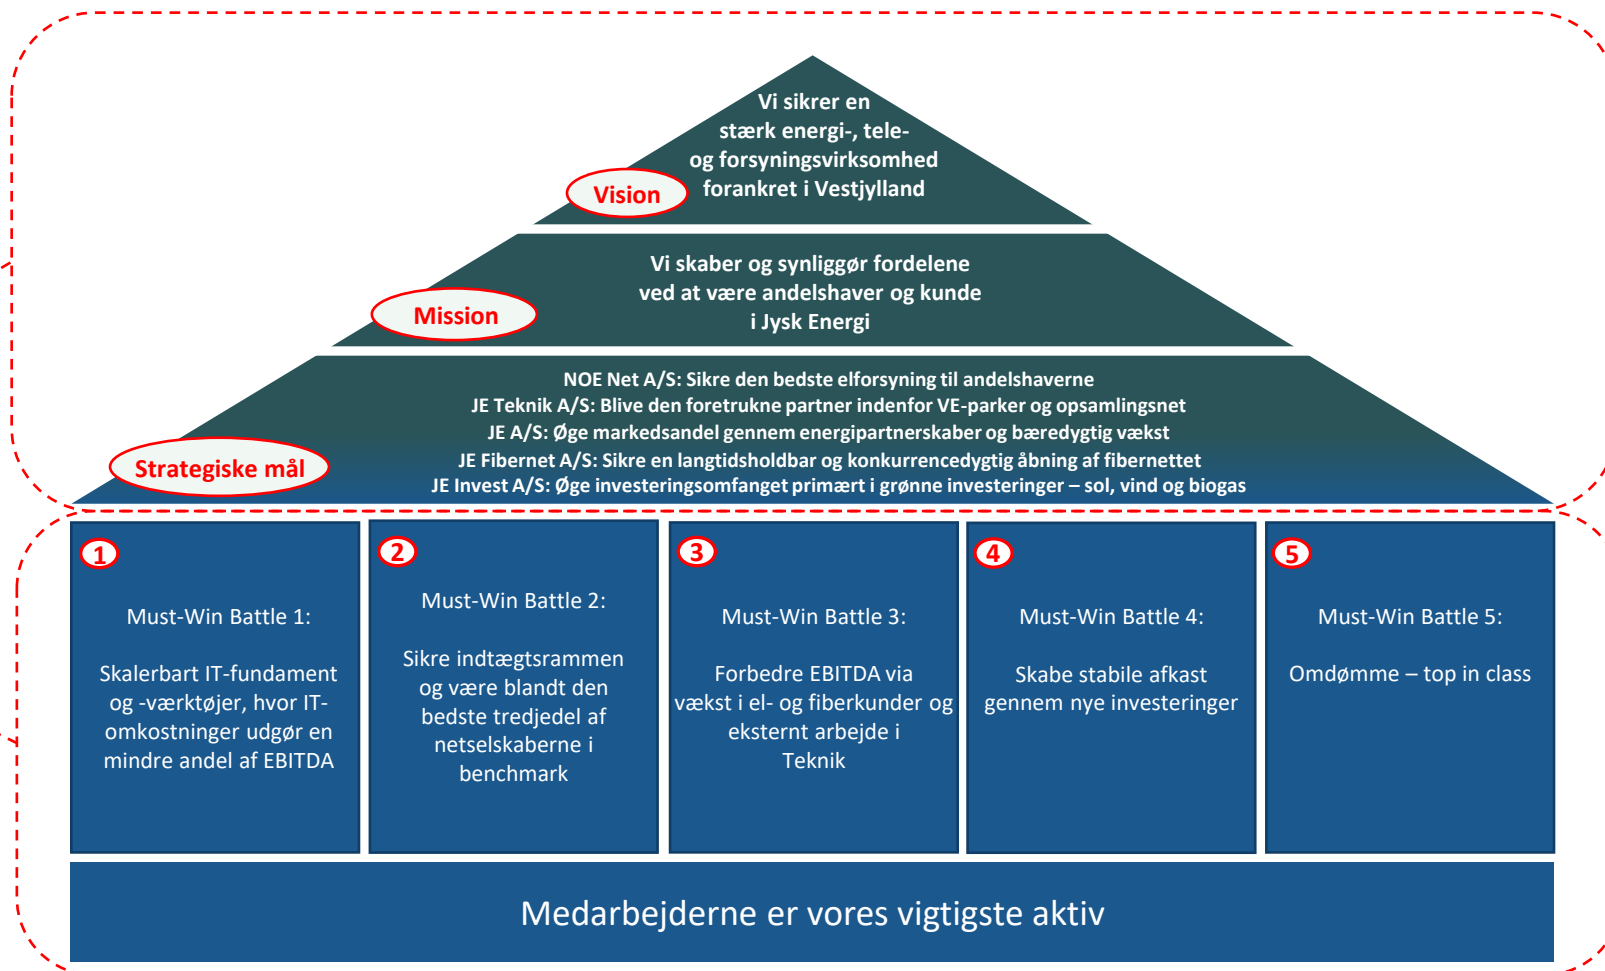 Vi sikrer en
stærk energi-, tele-
og forsyningsvirksomhed
forankret i Vestjylland
Vision
Vi skaber og synliggør fordelene
ved at være andelshaver og kunde
i Jysk Energi
Mission
NOE Net A/S: Sikre den bedste elforsyning til andelshaverne
JE Teknik A/S: Blive den foretrukne partner indenfor VE-parker og opsamlingsnet
JE A/S: Øge markedsandel gennem energipartnerskaber og bæredygtig vækst
JE Fibernet A/S: Sikre en langtidsholdbar og konkurrencedygtig åbning af fibernettet
JE Invest A/S: Øge investeringsomfanget primært i grønne investeringer – sol, vind og biogas
Strategiske mål
1
Must-Win Battle 1:
Skalerbart IT-fundament
og -værktøjer, hvor IT-
omkostninger udgør en
mindre andel af EBITDA
2
Must-Win Battle 2:
Sikre indtægtsrammen
og være blandt den
bedste tredjedel af
netselskaberne i
benchmark
3
Must-Win Battle 3:
Forbedre EBITDA via
vækst i el- og fiberkunder og
eksternt arbejde i
Teknik
4
Must-Win Battle 4:
Skabe stabile afkast
gennem nye investeringer
5
Must-Win Battle 5:
Omdømme – top in class
Medarbejderne er vores vigtigste aktiv